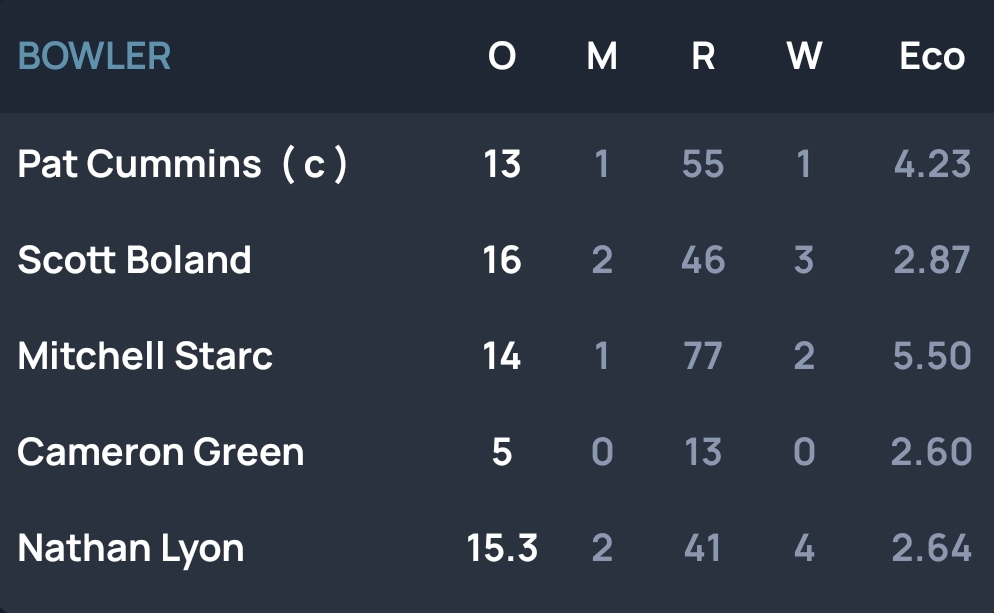 BOWLER O M R W Eco
Pat Cummins ( c ) 13 1 55 1 4.23
Scott Boland 16 2 46 3 2.87
Mitchell Starc 14 1 77 2 5.50
Cameron Green 5 0 13 0 2.60
Nathan Lyon 15.3 2 41 4 2.64